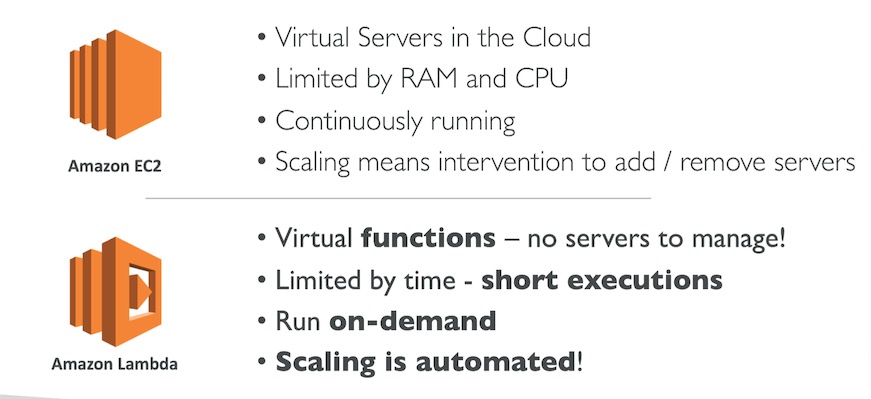 • Virtual Servers in the Cloud
• Limited by RAM and CPU
• Continuously running
• Scaling means intervention to add / remove servers
Amazon EC2
• Virtual functions – no servers to manage!
• Limited by time - short executions
• Run on-demand
• Scaling is automated!
Amazon Lambda